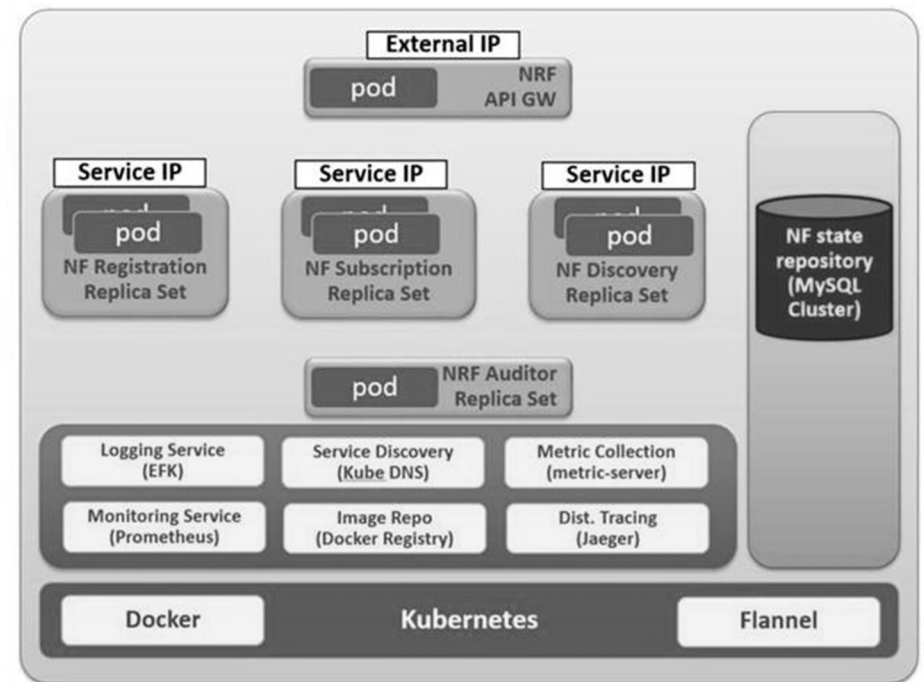 External IP
pod
NRF
API GW
Service IP
pod
pod
NF Registration
Replica Set
Service IP
pod
pod
NF Subscription
Replica Set
Service IP
pod
pod
NF Discovery
Replica Set
NF state
repository
(MySQL
Cluster)
pod
NRF Auditor
Replica Set
Logging Service
(EFK)
Service Discovery
(Kube DNS)
Metric Collection
(metric-server)
Monitoring Service
(Prometheus)
Image Repo
(Docker Registry)
Dist. Tracing
(Jaeger)
Docker
Kubernetes
Flannel